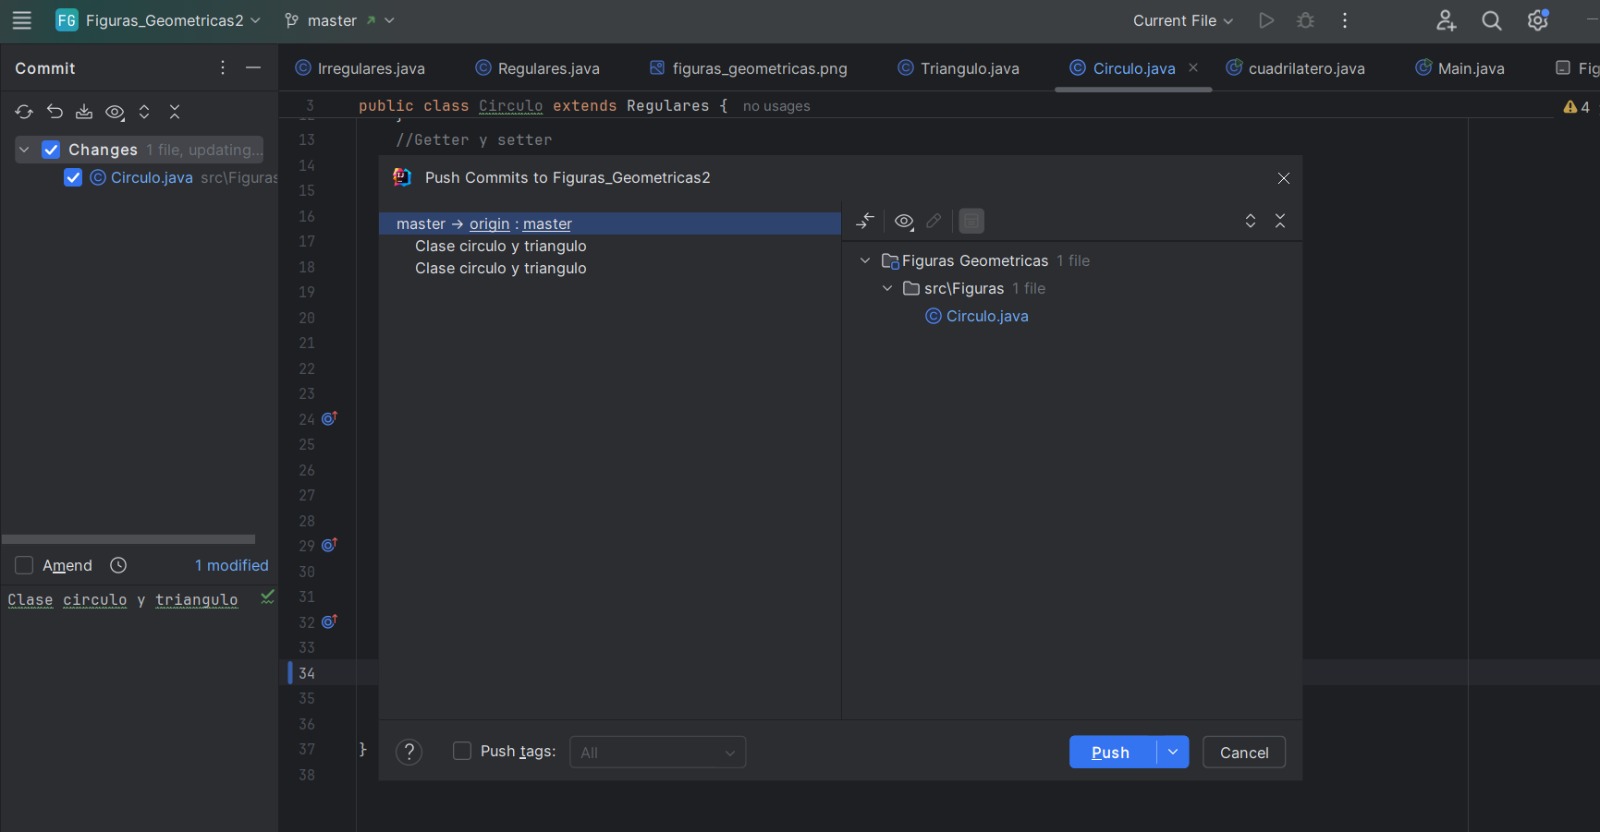 FG Figuras_Geometricas2 master Current File
Commit
Irregulares.java Regulares.java figuras_geometricas.png Triangulo.java Circulo.java cuadrilatero.java Main.java Fig
3 public class Circulo extends Regulares { no usages 4
Changes 1 file, updating...
Circulo.java src\Figuras
13 //Getter y setter
14
15
16
17
18
19
20
21
22
23
24
25
26
27
28
29
30
31
32
33
34
35
36
37 }
38
Push Commits to Figuras_Geometricas2
master → origin : master
Clase circulo y triangulo
Clase circulo y triangulo
Figuras Geometricas 1 file
src\Figuras 1 file
Circulo.java
Amend 1 modified
Clase circulo y triangulo
? Push tags: All Push Cancel